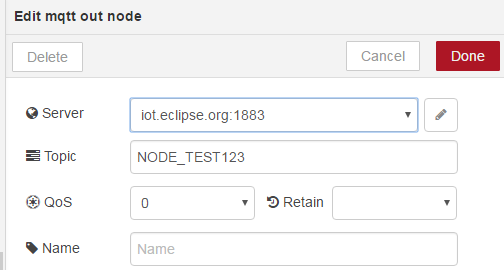 Edit mqtt out node
Delete Cancel Done
Server iot.eclipse.org:1883
Topic NODE_TEST123
QoS 0 Retain
Name Name